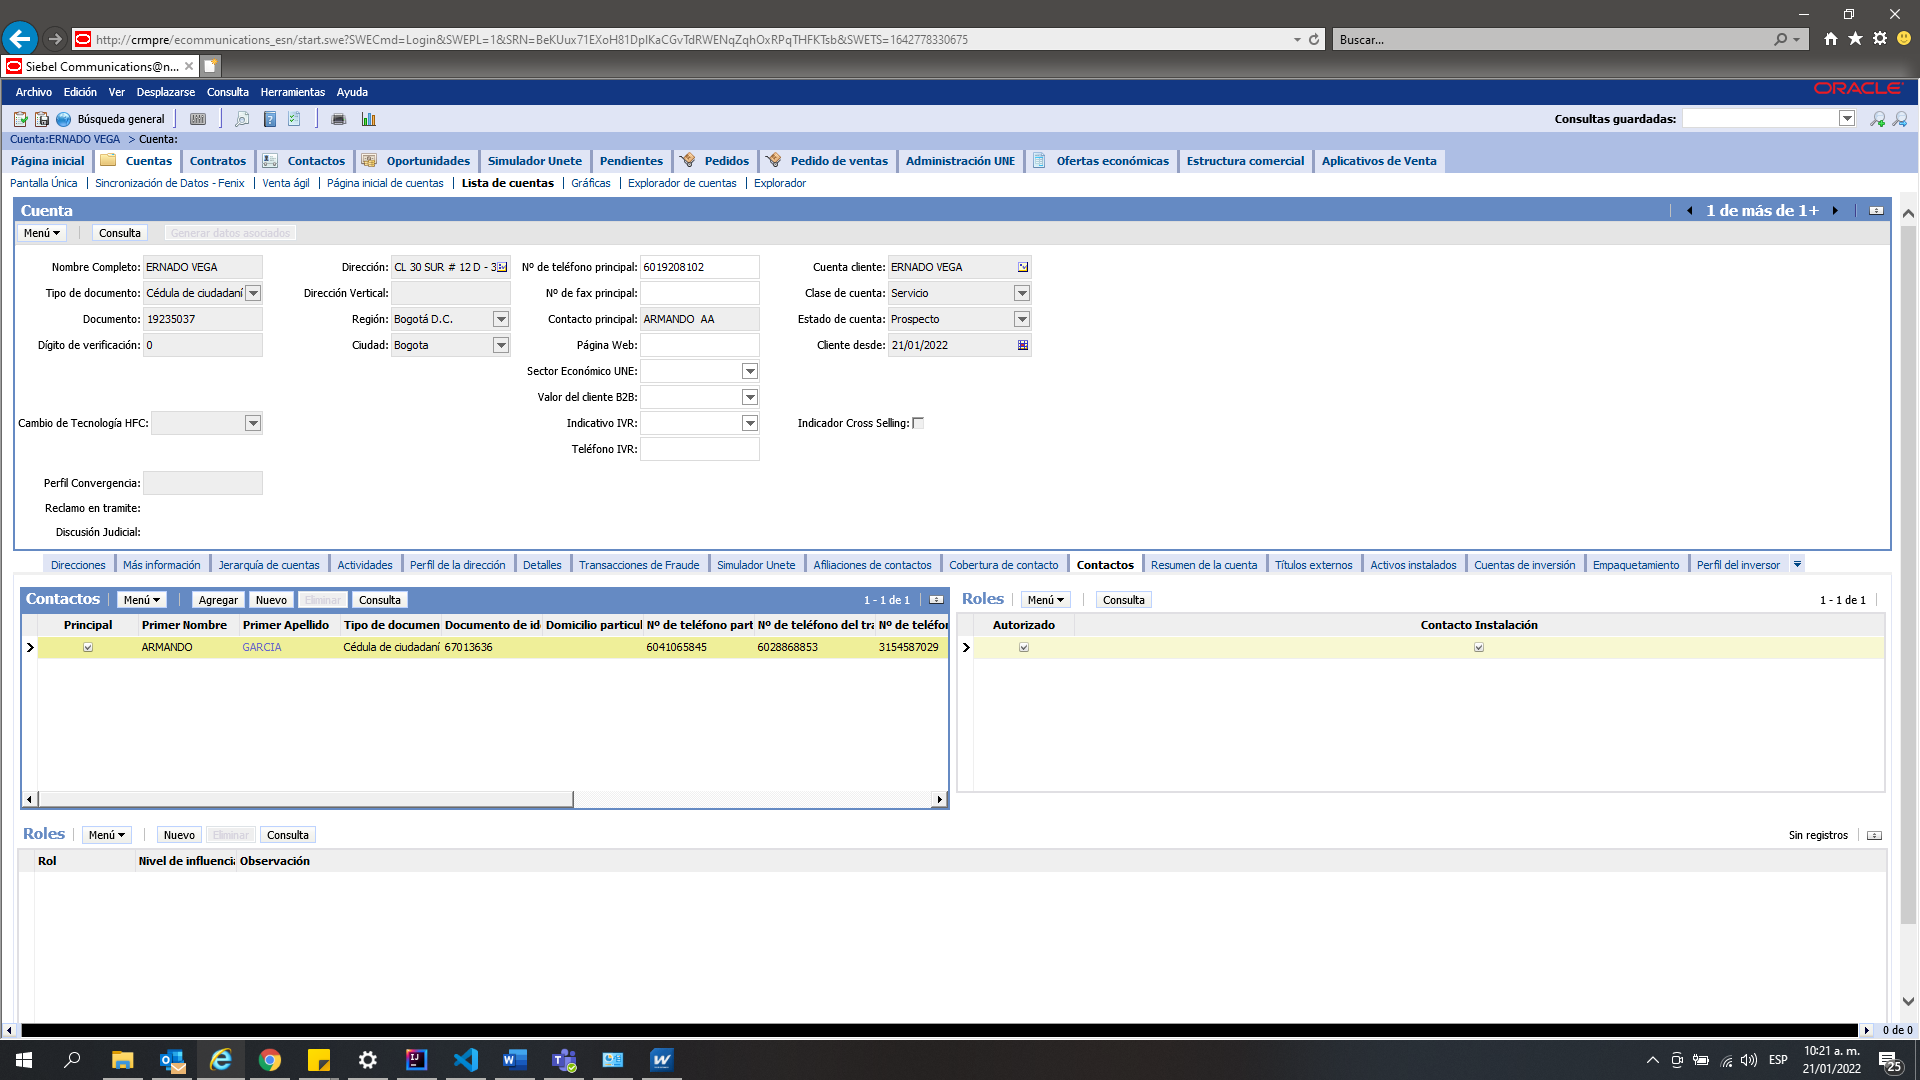 http://crmpre/ecommunications_esn/start.swe?SWECmd=Login&SWEPL=1&SRN=BeKUux71EXoH81DpIKaCGvTdRWENqZqhOxRPqTHFKTsb&SWETS=1642778330675
Buscar...
Siebel Communications@n...
Archivo Edición Ver Desplazarse Consulta Herramientas Ayuda
ORACLE
Búsqueda general
Consultas guardadas:
Cuenta:ERNADO VEGA > Cuenta:
Página inicial Cuentas Contratos Contactos Oportunidades Simulador Unete Pendientes Pedidos Pedido de ventas Administración UNE Ofertas económicas Estructura comercial Aplicativos de Venta
Pantalla Única Sincronización de Datos - Fenix Venta ágil Página inicial de cuentas Lista de cuentas Gráficas Explorador de cuentas Explorador
Cuenta 1 de más de 1+
Menú Consulta Generar datos asociados
Nombre Completo: ERNADO VEGA Dirección: CL 30 SUR # 12 D - 3 Nº de teléfono principal: 6019208102 Cuenta cliente: ERNADO VEGA
Tipo de documento: Cédula de ciudadaní Dirección Vertical: Nº de fax principal: Clase de cuenta: Servicio
Documento: 19235037 Región: Bogotá D.C. Contacto principal: ARMANDO AA Estado de cuenta: Prospecto
Dígito de verificación: 0 Ciudad: Bogota Página Web: Cliente desde: 21/01/2022
Sector Económico UNE:
Valor del cliente B2B:
Cambio de Tecnología HFC: Indicativo IVR: Indicador Cross Selling:
Teléfono IVR:
Perfil Convergencia:
Reclamo en tramite:
Discusión Judicial:
Direcciones Más información Jerarquía de cuentas Actividades Perfil de la dirección Detalles Transacciones de Fraude Simulador Unete Afiliaciones de contactos Cobertura de contacto Contactos Resumen de la cuenta Títulos externos Activos instalados Cuentas de inversión Empaquetamiento Perfil del inversor
Contactos Menú Agregar Nuevo Eliminar Consulta 1 - 1 de 1
Principal Primer Nombre Primer Apellido Tipo de documen Documento de id Domicilio particul Nº de teléfono part Nº de teléfono del tra Nº de teléfon
ARMANDO GARCIA Cédula de ciudadaní 67013636 6041065845 6028868853 3154587029
Roles Menú Consulta 1 - 1 de 1
Autorizado Contacto Instalación
Roles Menú Nuevo Eliminar Consulta Sin registros
Rol Nivel de influencia Observación
0 de 0
ESP
10:21 a. m.
21/01/2022
25